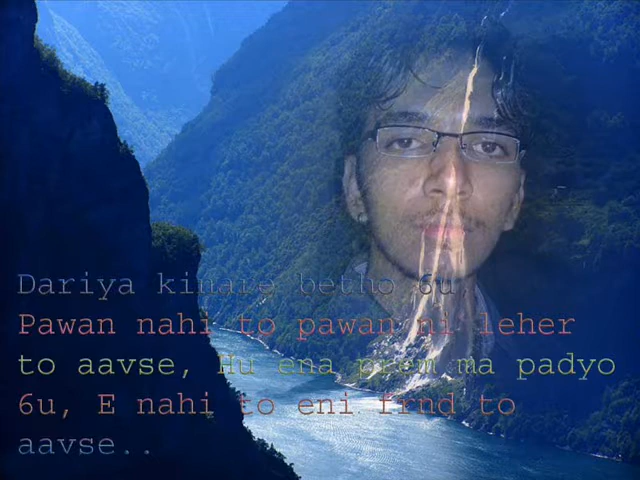 Dariya kinare betho 6u
Pawan nahi to pawan ni leher
to aavse, Hu ena prem ma padyo
6u, E nahi to eni frnd to
aavse..